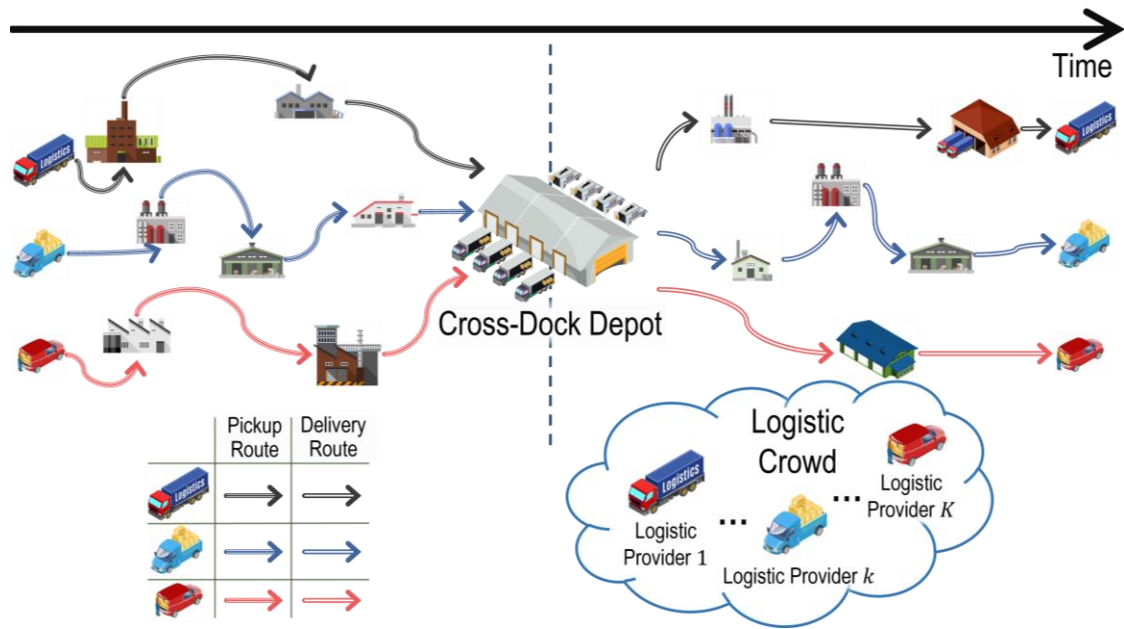 Time
Logistics
Logistics
Cross-Dock Depot
Pickup
Route
Delivery
Route
Logistics
Logistic
Crowd
Logistics
Logistic
Provider 1
...
Logistic Provider k
...
Logistic
Provider K